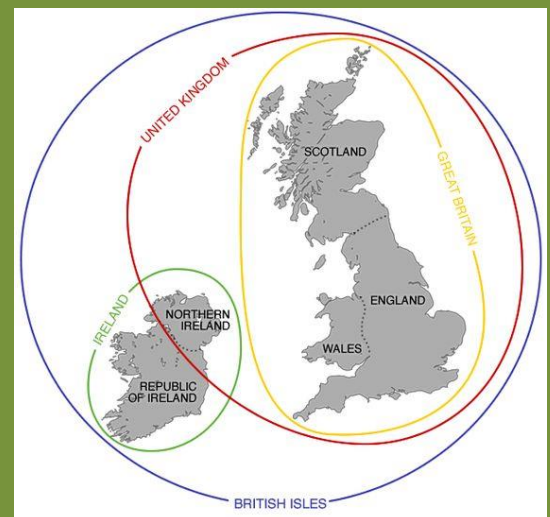 UNITED KINGDOM
SCOTLAND
GREAT BRITAIN
ENGLAND
WALES
IRELAND
NORTHERN
IRELAND
REPUBLIC
OF IRELAND
BRITISH ISLES